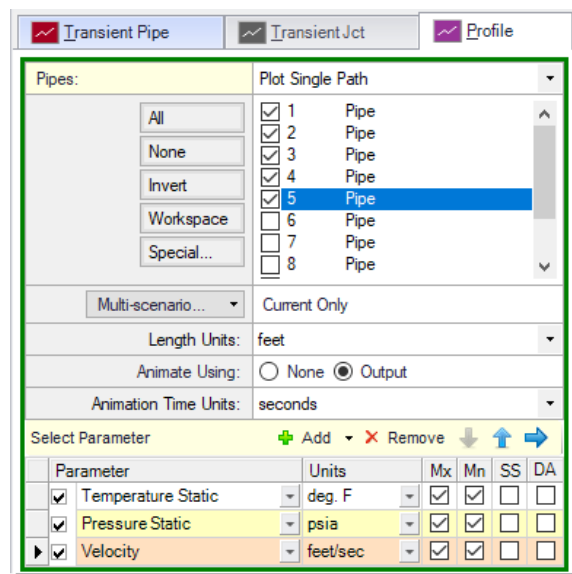 Transient Pipe Transient Jct Profile
Pipes: Plot Single Path
All
None
Invert
Workspace
Special...
1 Pipe
2 Pipe
3 Pipe
4 Pipe
5 Pipe
6 Pipe
7 Pipe
8 Pipe
Multi-scenario... Current Only
Length Units: feet
Animate Using: None Output
Animation Time Units: seconds
Select Parameter Add Remove
Parameter Units Mx Mn SS DA
Temperature Static deg. F
Pressure Static psia
Velocity feet/sec